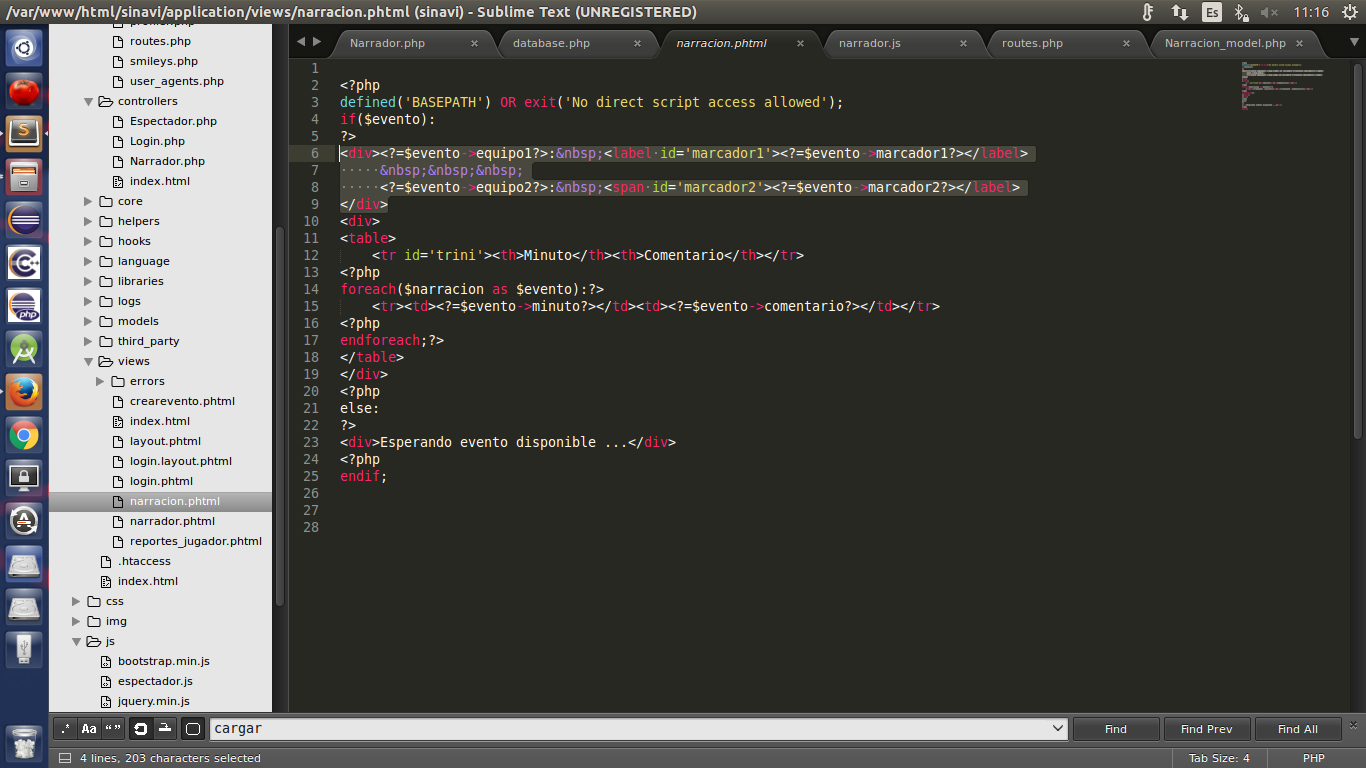 /var/www/html/sinavi/application/views/narracion.phtml (sinavi) - Sublime Text (UNREGISTERED)
Es
11:16
routes.php
smileys.php
user_agents.php
controllers
Espectador.php
Login.php
Narrador.php
index.html
core
helpers
hooks
language
libraries
logs
models
third_party
views
errors
crearevento.phtml
index.html
layout.phtml
login.layout.phtml
login.phtml
narracion.phtml
narrador.phtml
reportes_jugador.phtml
.htaccess
index.html
css
img
js
bootstrap.min.js
espectador.js
jquery.min.js
Narrador.php × database.php × narracion.phtml × narrador.js × routes.php × Narracion_model.php ×
1
2 <?php
3 defined('BASEPATH') OR exit('No direct script access allowed');
4 if($evento):
5 ?>
6 <div><?=$evento->equipo1?>:&nbsp;<label id='marcador1'><?=$evento->marcador1?></label>
7 &nbsp;&nbsp;&nbsp;
8 <?=$evento->equipo2?>:&nbsp;<span id='marcador2'><?=$evento->marcador2?></label>
9 </div>
10 <div>
11 <table>
12 <tr id='trini'><th>Minuto</th><th>Comentario</th></tr>
13 <?php
14 foreach($narracion as $evento):?>
15 <tr><td><?=$evento->minuto?></td><td><?=$evento->comentario?></td></tr>
16 <?php
17 endforeach;?>
18 </table>
19 </div>
20 <?php
21 else:
22 ?>
23 <div>Esperando evento disponible ...</div>
24 <?php
25 endif;
26
27
28
.* Aa “ ” cargar Find Find Prev Find All ×
4 lines, 203 characters selected
Tab Size: 4
PHP
php